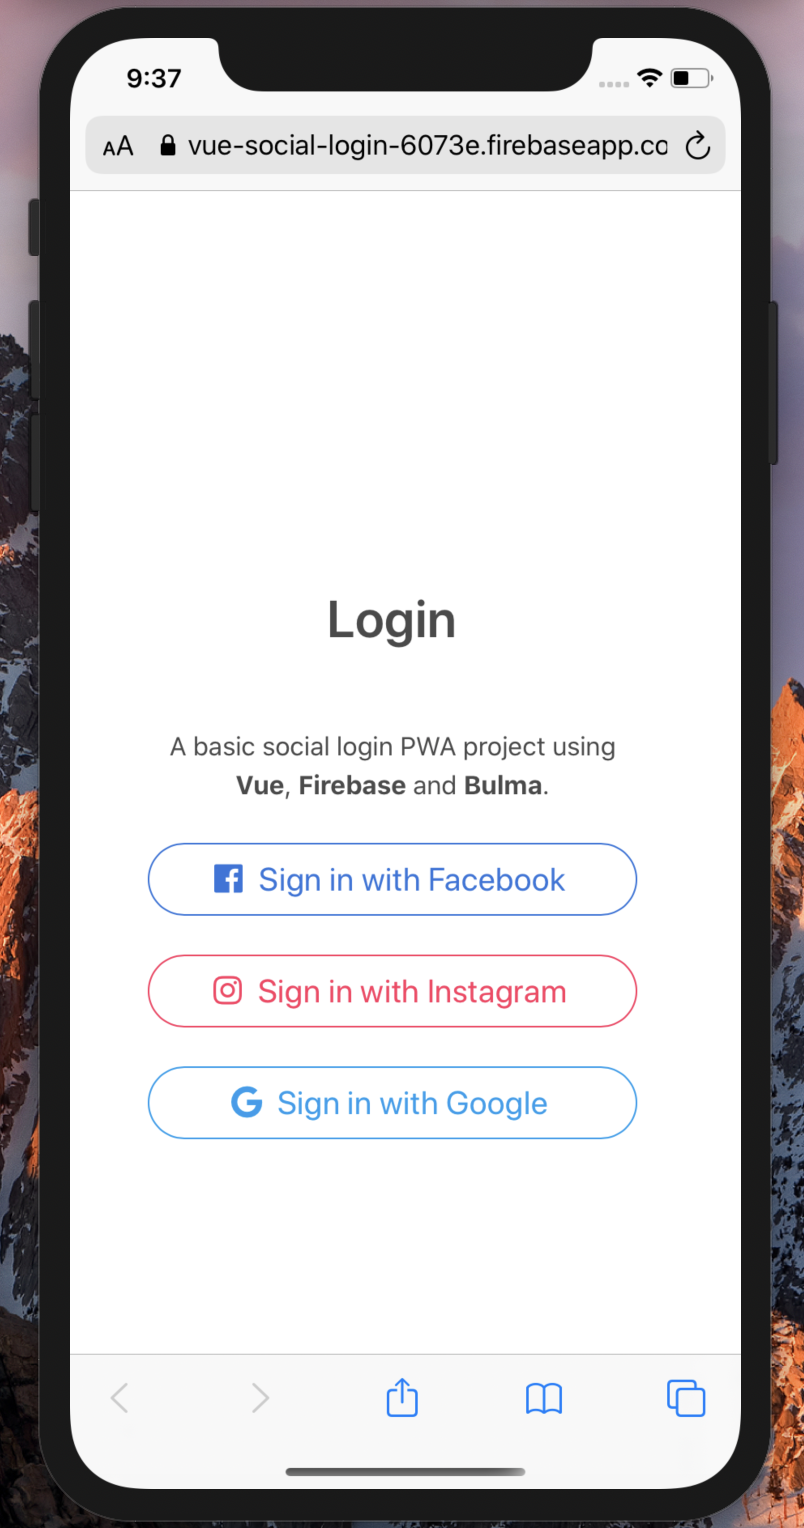 9:37
AA vue-social-login-6073e.firebaseapp.co
Login
A basic social login PWA project using
Vue, Firebase and Bulma.
Sign in with Facebook
Sign in with Instagram
Sign in with Google